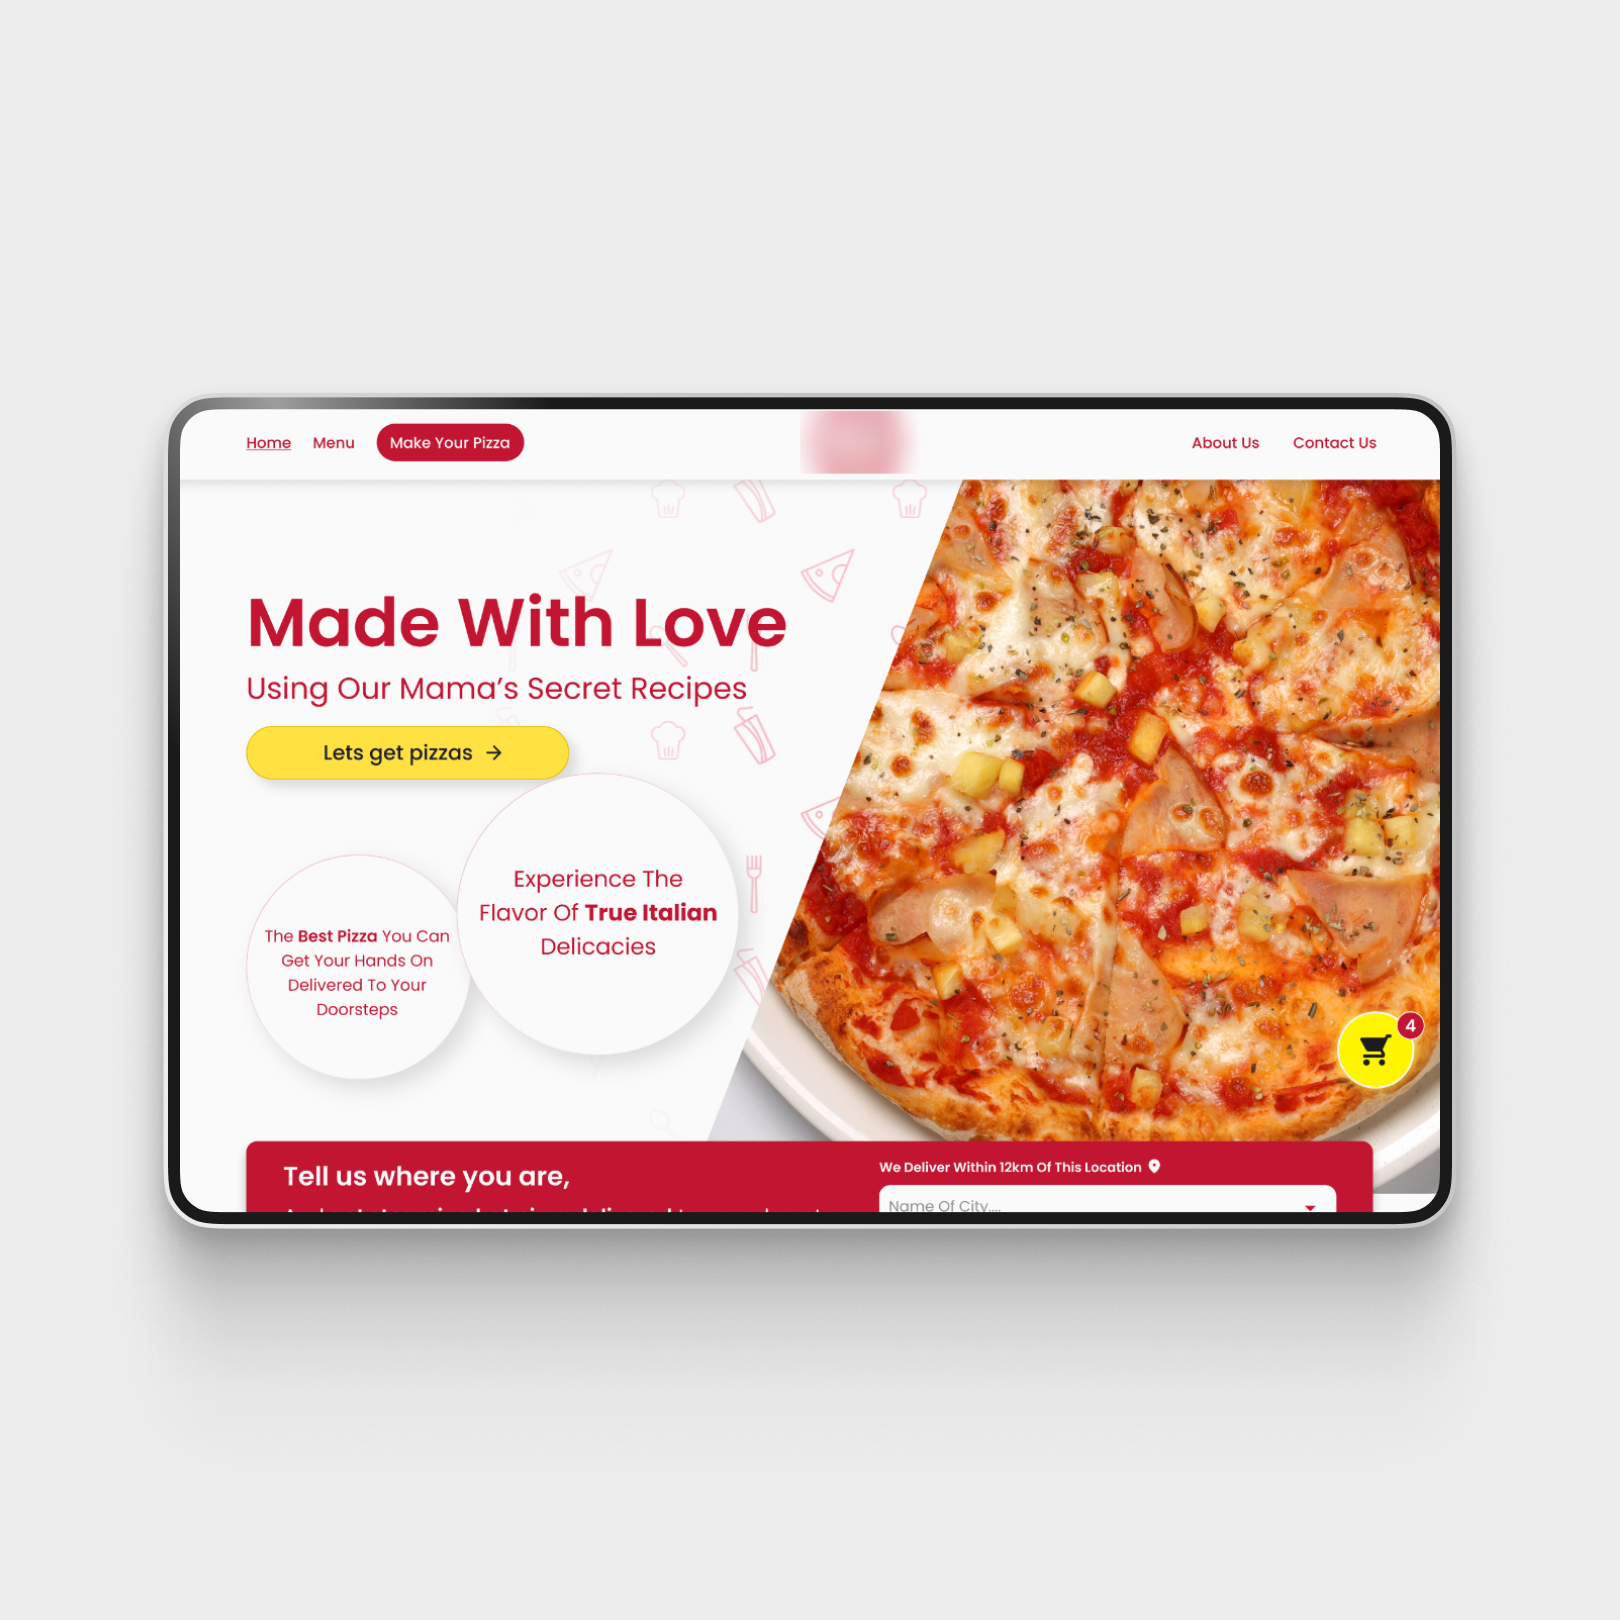 Home Menu Make Your Pizza About Us Contact Us
Made With Love
Using Our Mama's Secret Recipes
Lets get pizzas
Experience The
Flavor Of True Italian
Delicacies
The Best Pizza You Can
Get Your Hands On
Delivered To Your
Doorsteps
4
Tell us where you are,
We Deliver Within 12km Of This Location
Name Of City....